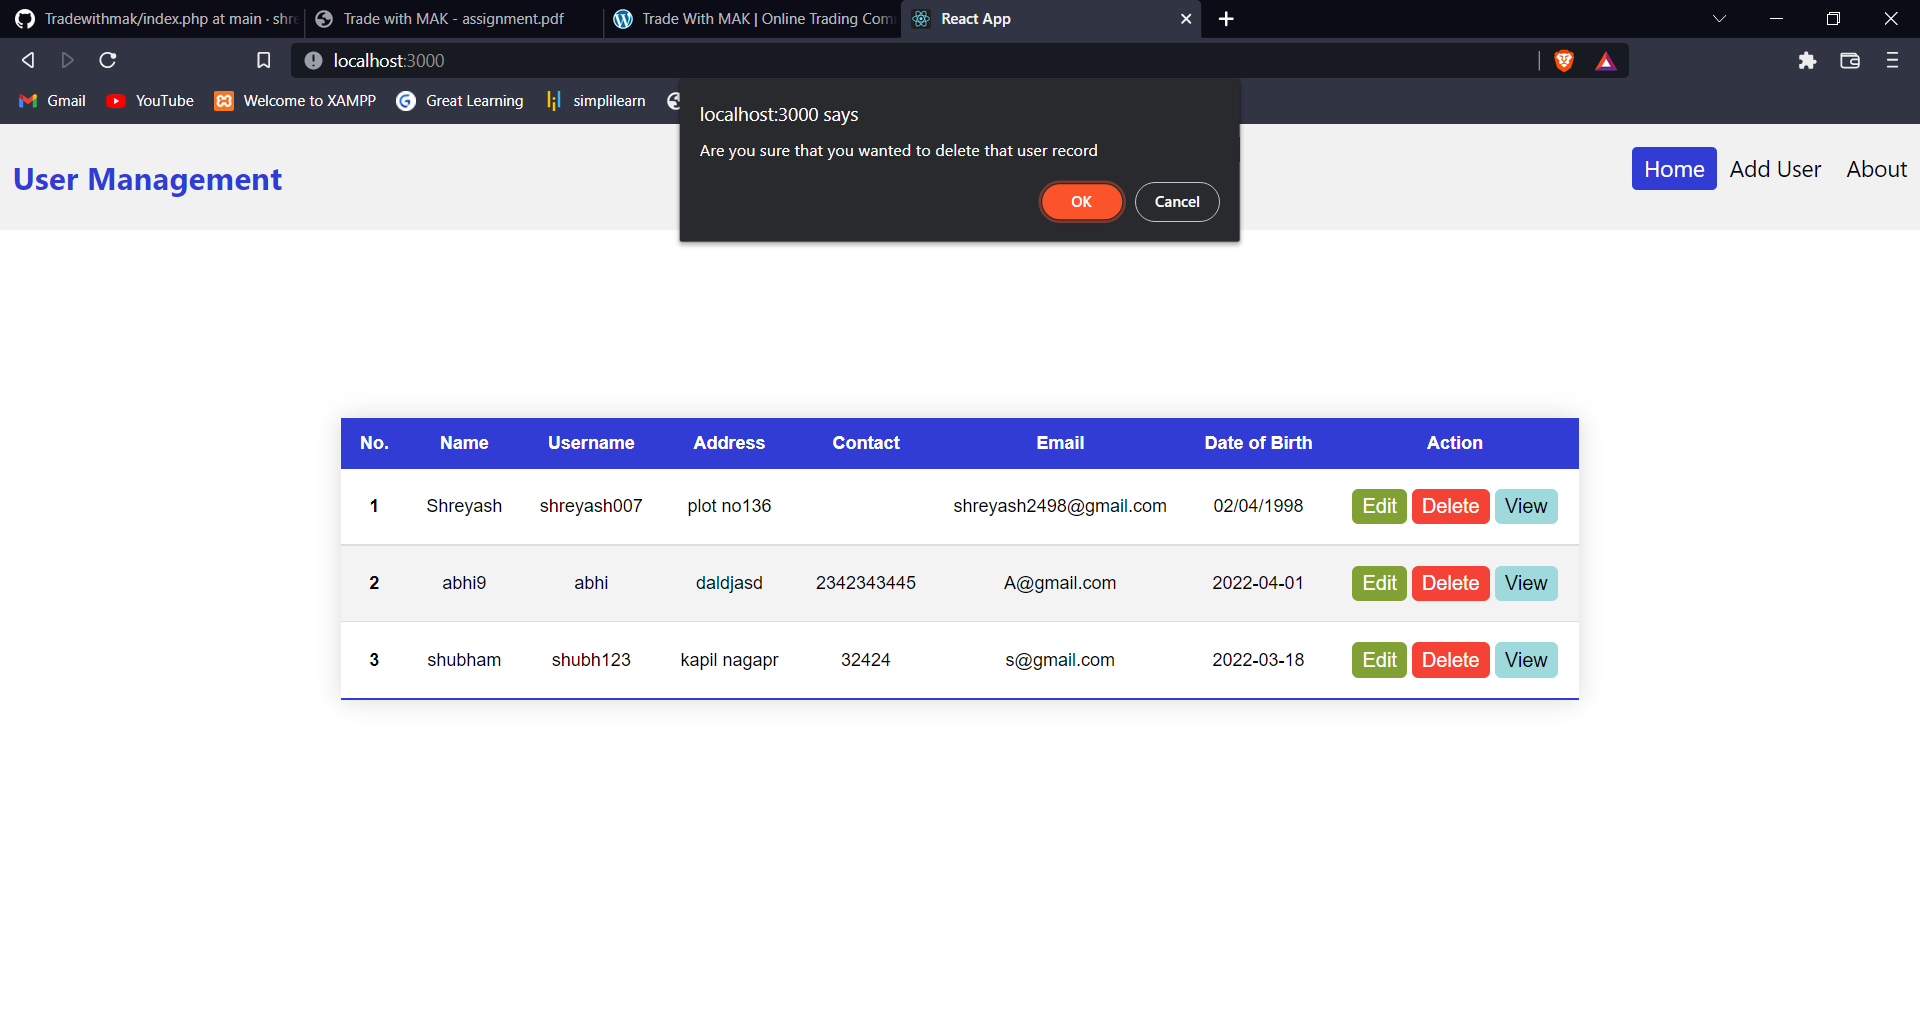 Tradewithmak/index.php at main · shre
Trade with MAK - assignment.pdf
Trade With MAK | Online Trading Com
React App
localhost:3000
Gmail
YouTube
Welcome to XAMPP
Great Learning
simplilearn
localhost:3000 says
Are you sure that you wanted to delete that user record
OK
Cancel
User Management
Home
Add User
About
No. Name Username Address Contact Email Date of Birth Action
1 Shreyash shreyash007 plot no136 shreyash2498@gmail.com 02/04/1998 Edit Delete View
2 abhi9 abhi daldjasd 2342343445 A@gmail.com 2022-04-01 Edit Delete View
3 shubham shubh123 kapil nagapr 32424 s@gmail.com 2022-03-18 Edit Delete View